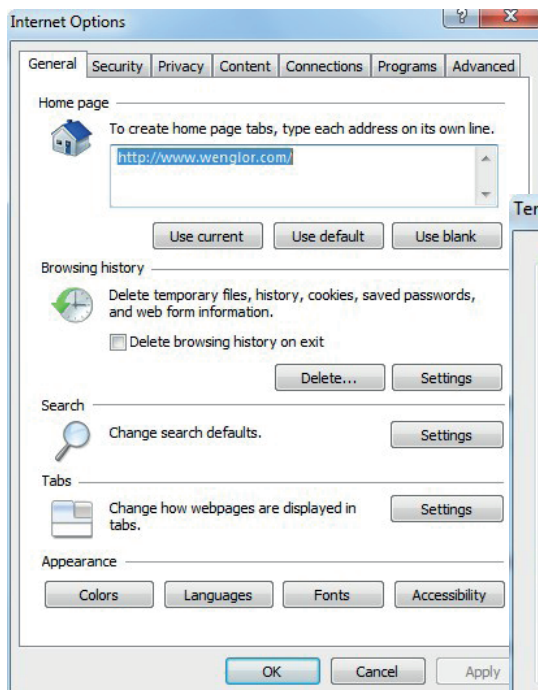 Internet Options
General Security Privacy Content Connections Programs Advanced
Home page
To create home page tabs, type each address on its own line.
http://www.wenglor.com/
Use current Use default Use blank
Browsing history
Delete temporary files, history, cookies, saved passwords,
and web form information.
Delete browsing history on exit
Delete... Settings
Search
Change search defaults. Settings
Tabs
Change how webpages are displayed in
tabs.
Settings
Appearance
Colors Languages Fonts Accessibility
OK Cancel Apply